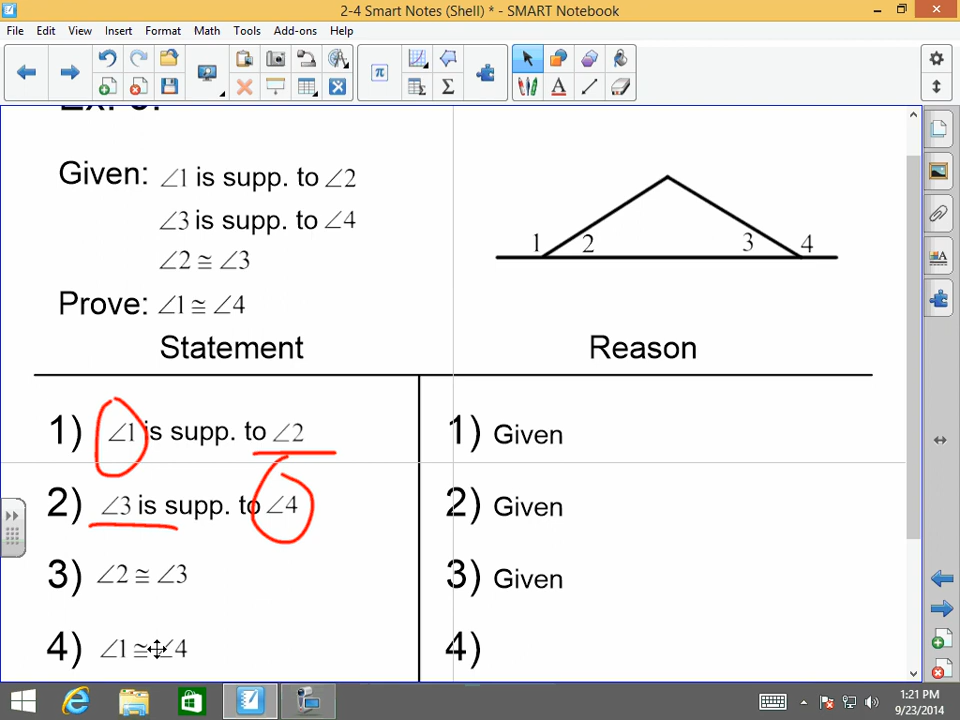 2-4 Smart Notes (Shell) * - SMART Notebook
File Edit View Insert Format Math Tools Add-ons Help
Given: ∠1 is supp. to ∠2
∠3 is supp. to ∠4
∠2 ≅ ∠3
Prove: ∠1 ≅ ∠4
1 2 3 4
Statement Reason
1) ∠1 is supp. to ∠2 1) Given
2) ∠3 is supp. to ∠4 2) Given
3) ∠2 ≅ ∠3 3) Given
4) ∠1 ≅ ∠4 4)
1:21 PM
9/23/2014